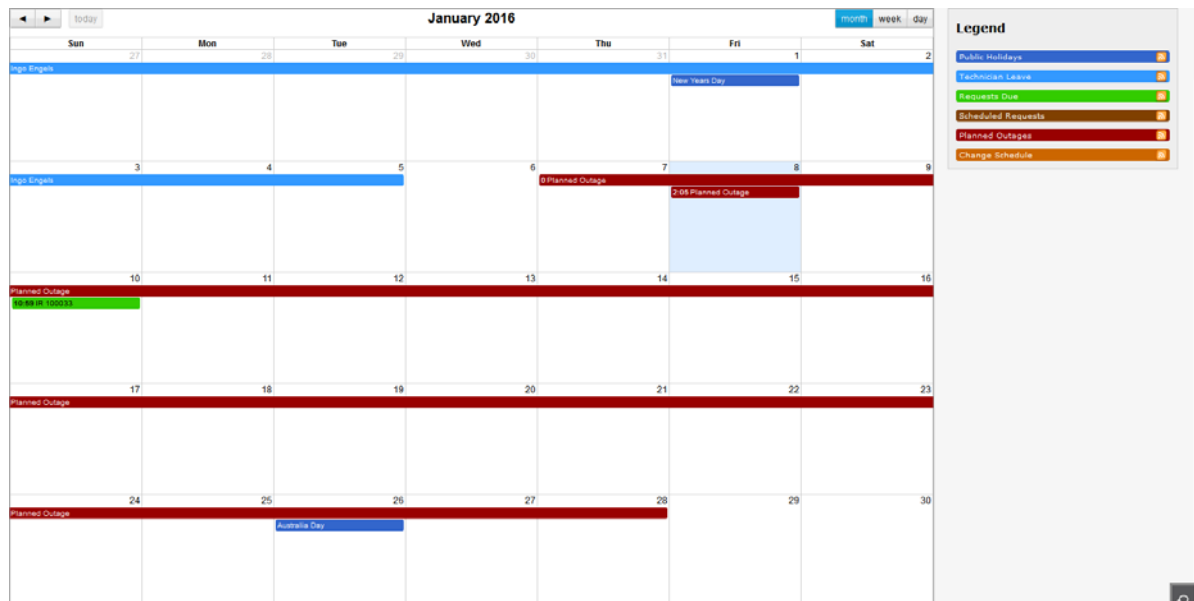 today
January 2016
month week day
Sun Mon Tue Wed Thu Fri Sat
27 28 29 30 31 1 2
Ingo Engels
New Years Day
3 4 5 6 7 8 9
Ingo Engels
0 Planned Outage
2:05 Planned Outage
10 11 12 13 14 15 16
Planned Outage
10:59 IR 100033
17 18 19 20 21 22 23
Planned Outage
24 25 26 27 28 29 30
Planned Outage
Australia Day
Legend
Public Holidays
Technician Leave
Requests Due
Scheduled Requests
Planned Outages
Change Schedule